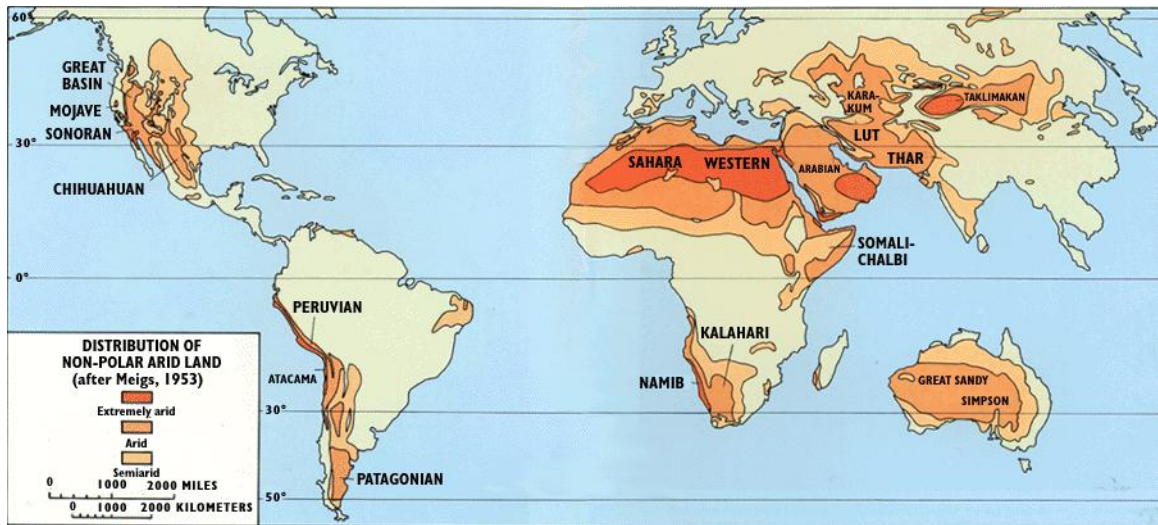 60°
GREAT
BASIN
MOJAVE
SONORAN
30°
CHIHUAHUAN
KARA-
KUM
TAKLIMAKAN
LUT
THAR
SAHARA
WESTERN
ARABIAN
SOMALI-
CHALBI
0°
PERUVIAN
ATACAMA
KALAHARI
NAMIB
GREAT SANDY
SIMPSON
30°
PATAGONIAN
50°
DISTRIBUTION OF
NON-POLAR ARID LAND
(after Meigs, 1953)
Extremely arid
Arid
Semiarid
0 1000 2000 MILES
0 1000 2000 KILOMETERS